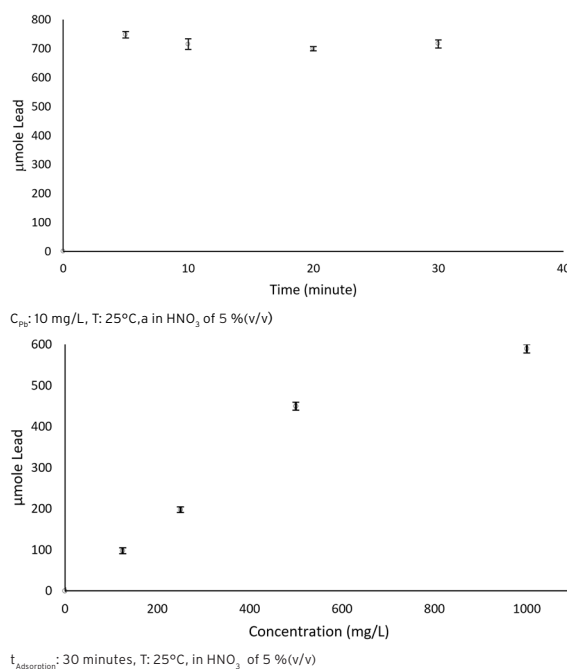 800
700
600
500
400
300
200
100
0
µmole Lead
0 10 20 30 40
Time (minute)
C_Pb: 10 mg/L, T: 25°C,a in HNO₃ of 5 %(v/v)
600
500
400
300
200
100
0
µmole Lead
0 200 400 600 800 1000
Concentration (mg/L)
t_Adsorption: 30 minutes, T: 25°C, in HNO₃ of 5 %(v/v)